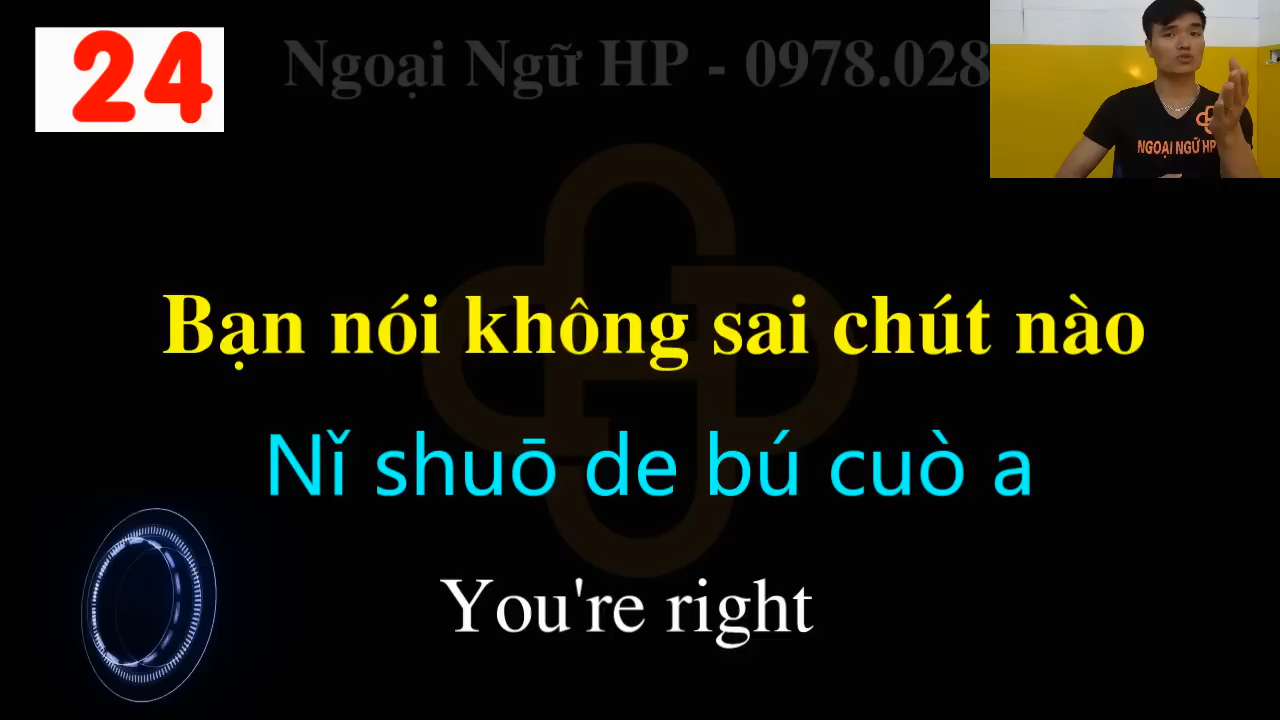 24
Ngoại Ngữ HP - 0978.028
NGOẠI NGỮ HP
Bạn nói không sai chút nào
Nǐ shuō de bú cuò a
You're right